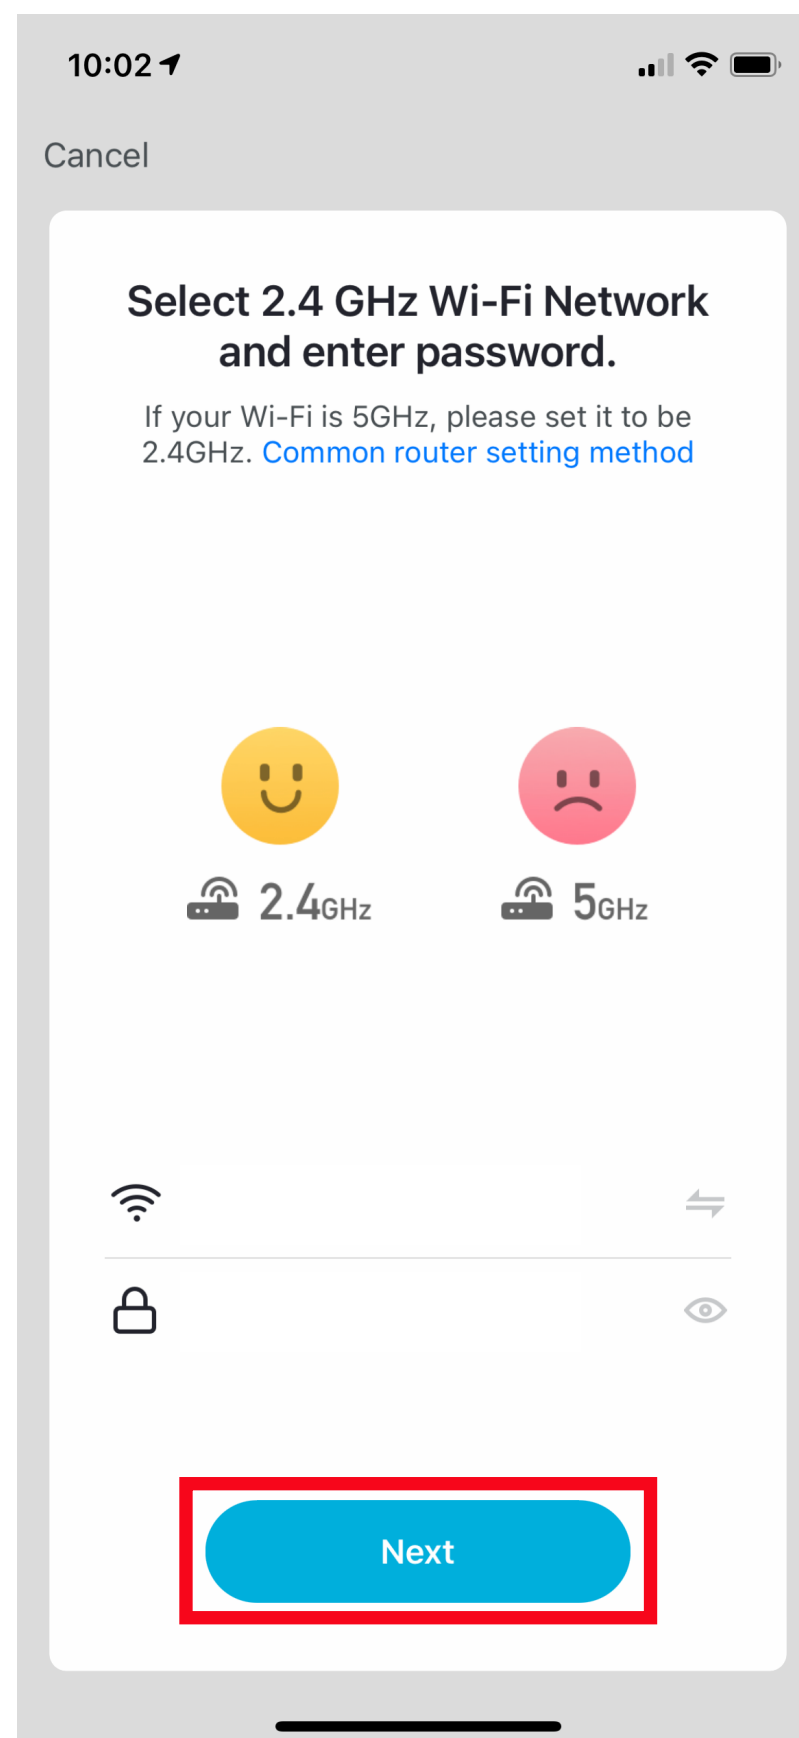 10:02
Cancel
Select 2.4 GHz Wi-Fi Network
and enter password.
If your Wi-Fi is 5GHz, please set it to be
2.4GHz. Common router setting method
2.4GHz 5GHz
Next